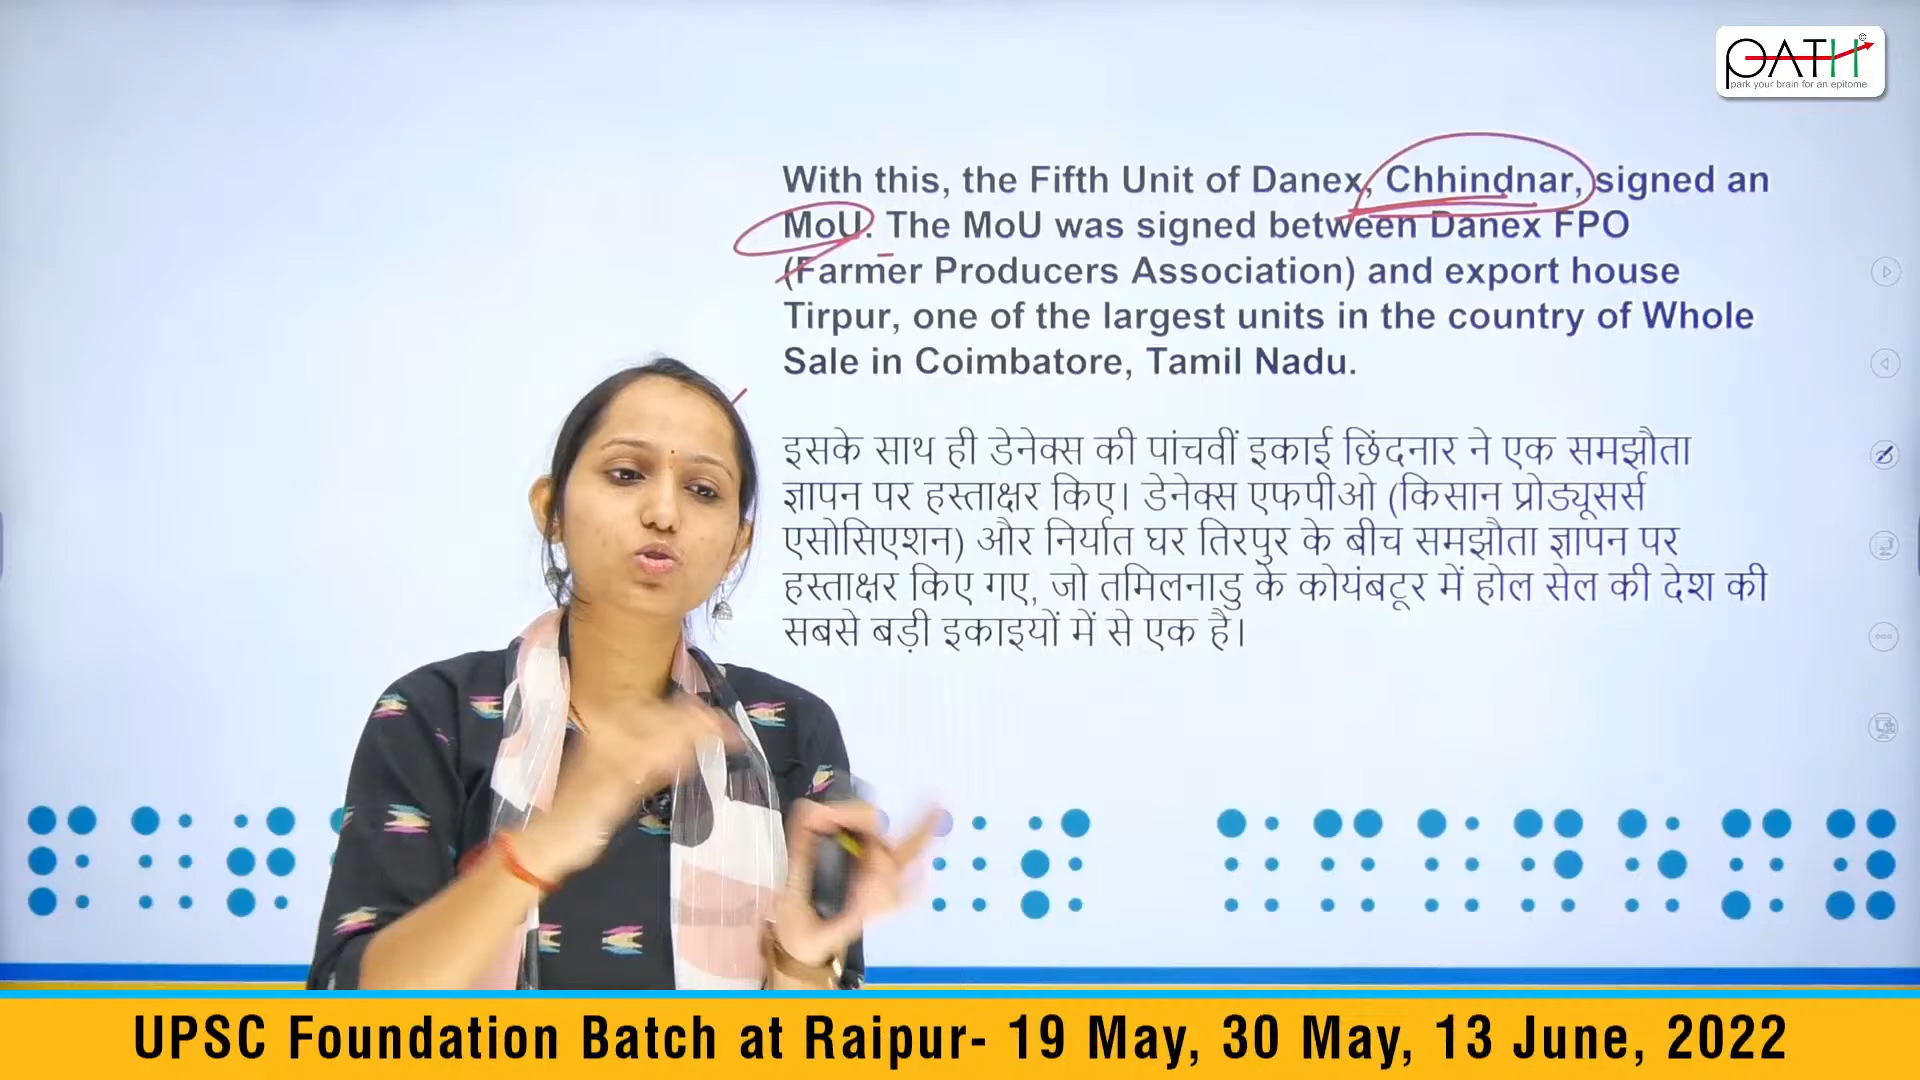 PATH
©
park your brain for an epitome
With this, the Fifth Unit of Danex, Chhindnar, signed an
MoU. The MoU was signed between Danex FPO
(Farmer Producers Association) and export house
Tirpur, one of the largest units in the country of Whole
Sale in Coimbatore, Tamil Nadu.
इसके साथ ही डेनेक्स की पांचवीं इकाई छिंदनार ने एक समझौता
ज्ञापन पर हस्ताक्षर किए। डेनेक्स एफपीओ (किसान प्रोड्यूसर्स
एसोसिएशन) और निर्यात घर तिरपुर के बीच समझौता ज्ञापन पर
हस्ताक्षर किए गए, जो तमिलनाडु के कोयंबटूर में होल सेल की देश की
सबसे बड़ी इकाइयों में से एक है।
UPSC Foundation Batch at Raipur- 19 May, 30 May, 13 June, 2022